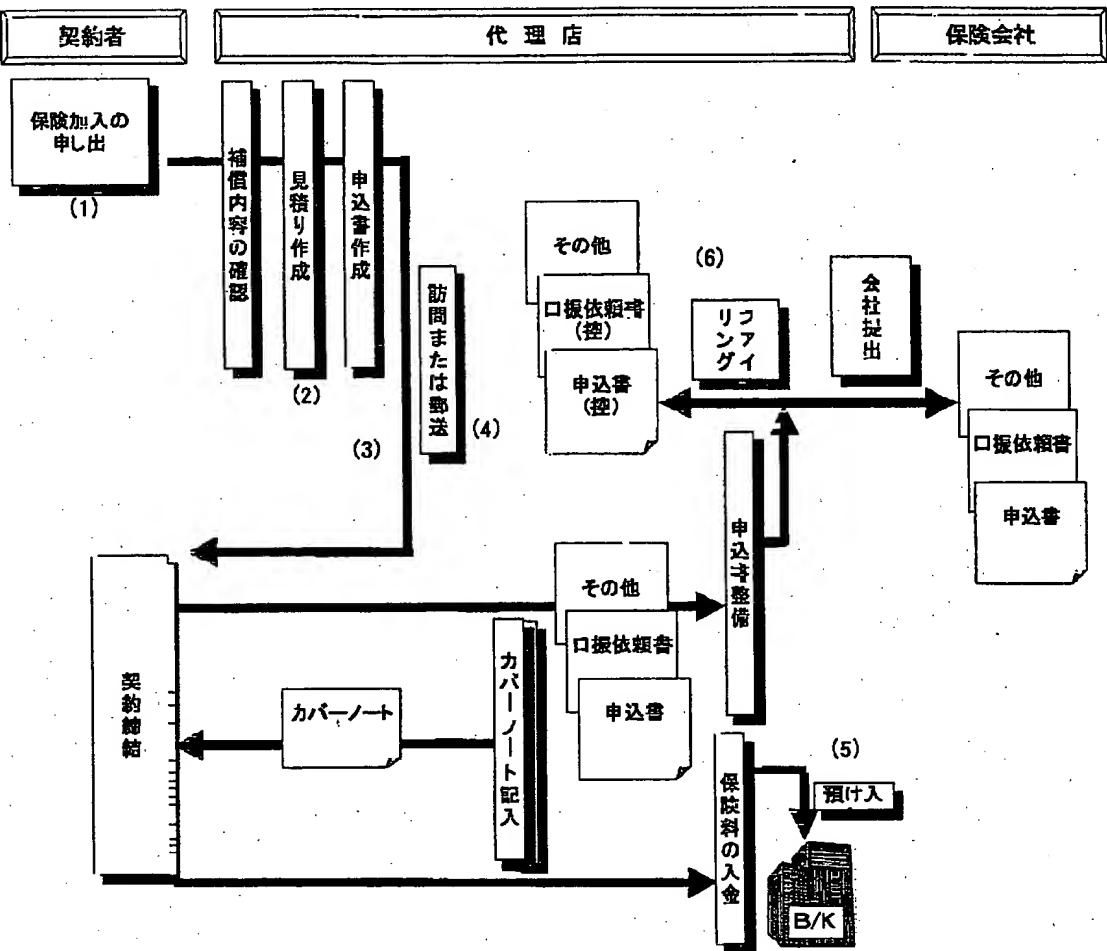 契約者
代理店
保険会社
保険加入の
申し出
(1)
補償内容の確認
見積り作成
(2)
申込書作成
(3)
訪問または郵送
(4)
その他
口振依頼書
(控)
申込書
(控)
(6)
ファイ
リング
会社提出
その他
口振依頼書
申込書
契約締結
その他
口振依頼書
申込書
申込書整備
カバーノート
カバーノート記入
保険料の入金
(5)
預け入
B/K